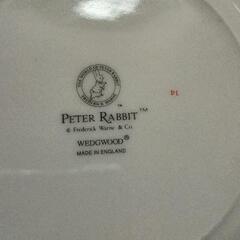 PETER RABBIT™
© Frederick Warne & Co.
WEDGWOOD®
MADE IN ENGLAND